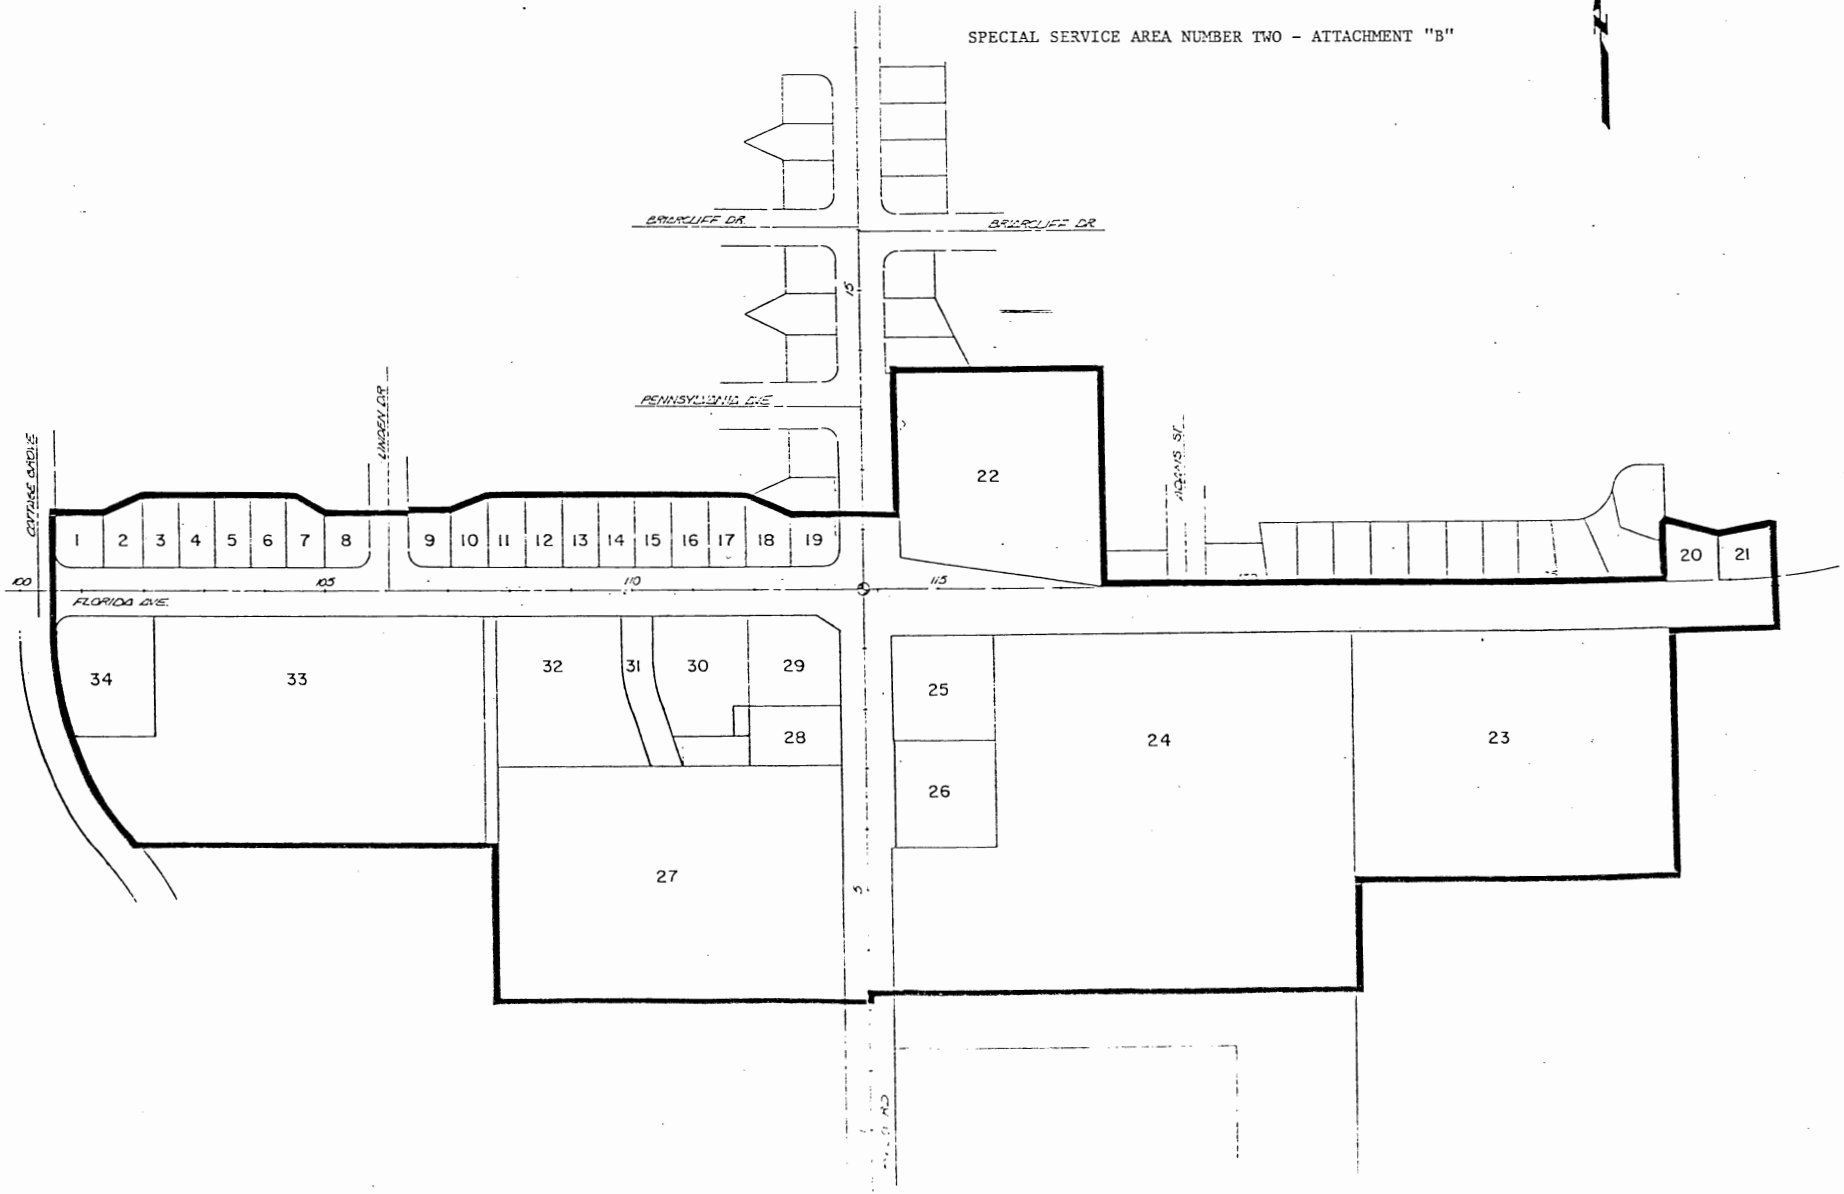 SPECIAL SERVICE AREA NUMBER TWO - ATTACHMENT "B"
BRIARCLIFF DR.
BRIARCLIFF DR
15
PENNSYLVANIA AVE
LINDEN DR
COTTAGE GROVE
ADAMS ST
22
1 2 3 4 5 6 7 8 9 10 11 12 13 14 15 16 17 18 19
20 21
100 105 110 115
FLORIDA AVE.
34 33 32 31 30 29
28
25
24
23
26
27
5
RD